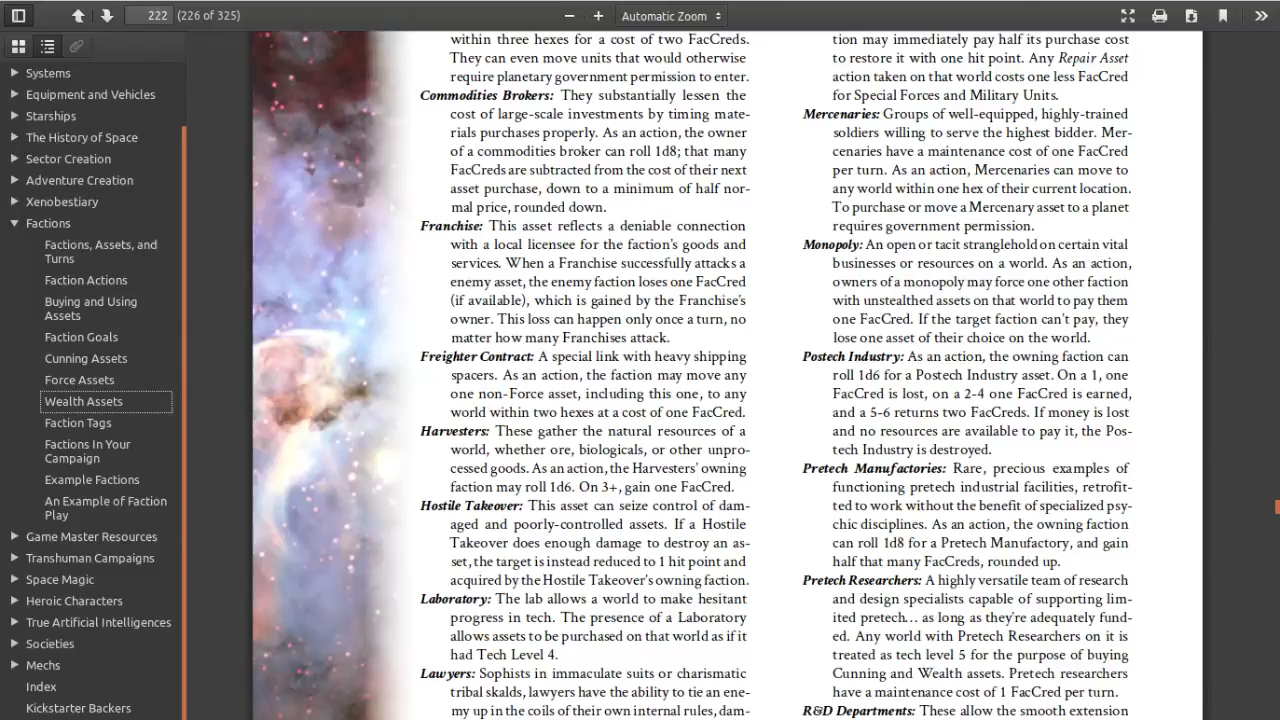 222 (226 of 325)
Automatic Zoom
Systems
Equipment and Vehicles
Starships
The History of Space
Sector Creation
Adventure Creation
Xenobestiary
Factions
Factions, Assets, and
Turns
Faction Actions
Buying and Using
Assets
Faction Goals
Cunning Assets
Force Assets
Wealth Assets
Faction Tags
Factions In Your
Campaign
Example Factions
An Example of Faction
Play
Game Master Resources
Transhuman Campaigns
Space Magic
Heroic Characters
True Artificial Intelligences
Societies
Mechs
Index
Kickstarter Backers
within three hexes for a cost of two FacCreds.
They can even move units that would otherwise
require planetary government permission to enter.
Commodities Brokers: They substantially lessen the
cost of large-scale investments by timing mate-
rials purchases properly. As an action, the owner
of a commodities broker can roll 1d8; that many
FacCreds are subtracted from the cost of their next
asset purchase, down to a minimum of half nor-
mal price, rounded down.
Franchise: This asset reflects a deniable connection
with a local licensee for the faction's goods and
services. When a Franchise successfully attacks a
enemy asset, the enemy faction loses one FacCred
(if available), which is gained by the Franchise's
owner. This loss can happen only once a turn, no
matter how many Franchises attack.
Freighter Contract: A special link with heavy shipping
spacers. As an action, the faction may move any
one non-Force asset, including this one, to any
world within two hexes at a cost of one FacCred.
Harvesters: These gather the natural resources of a
world, whether ore, biologicals, or other unpro-
cessed goods. As an action, the Harvesters' owning
faction may roll 1d6. On 3+, gain one FacCred.
Hostile Takeover: This asset can seize control of dam-
aged and poorly-controlled assets. If a Hostile
Takeover does enough damage to destroy an as-
set, the target is instead reduced to 1 hit point and
acquired by the Hostile Takeover's owning faction.
Laboratory: The lab allows a world to make hesitant
progress in tech. The presence of a Laboratory
allows assets to be purchased on that world as if it
had Tech Level 4.
Lawyers: Sophists in immaculate suits or charismatic
tribal skalds, lawyers have the ability to tie an ene-
my up in the coils of their own internal rules, dam-
tion may immediately pay half its purchase cost
to restore it with one hit point. Any Repair Asset
action taken on that world costs one less FacCred
for Special Forces and Military Units.
Mercenaries: Groups of well-equipped, highly-trained
soldiers willing to serve the highest bidder. Mer-
cenaries have a maintenance cost of one FacCred
per turn. As an action, Mercenaries can move to
any world within one hex of their current location.
To purchase or move a Mercenary asset to a planet
requires government permission.
Monopoly: An open or tacit stranglehold on certain vital
businesses or resources on a world. As an action,
owners of a monopoly may force one other faction
with unstealthed assets on that world to pay them
one FacCred. If the target faction can't pay, they
lose one asset of their choice on the world.
Postech Industry: As an action, the owning faction can
roll 1d6 for a Postech Industry asset. On a 1, one
FacCred is lost, on a 2-4 one FacCred is earned,
and a 5-6 returns two FacCreds. If money is lost
and no resources are available to pay it, the Pos-
tech Industry is destroyed.
Pretech Manufactories: Rare, precious examples of
functioning pretech industrial facilities, retrofit-
ted to work without the benefit of specialized psy-
chic disciplines. As an action, the owning faction
can roll 1d8 for a Pretech Manufactory, and gain
half that many FacCreds, rounded up.
Pretech Researchers: A highly versatile team of research
and design specialists capable of supporting lim-
ited pretech... as long as they're adequately fund-
ed. Any world with Pretech Researchers on it is
treated as tech level 5 for the purpose of buying
Cunning and Wealth assets. Pretech researchers
have a maintenance cost of 1 FacCred per turn.
R&D Departments: These allow the smooth extension